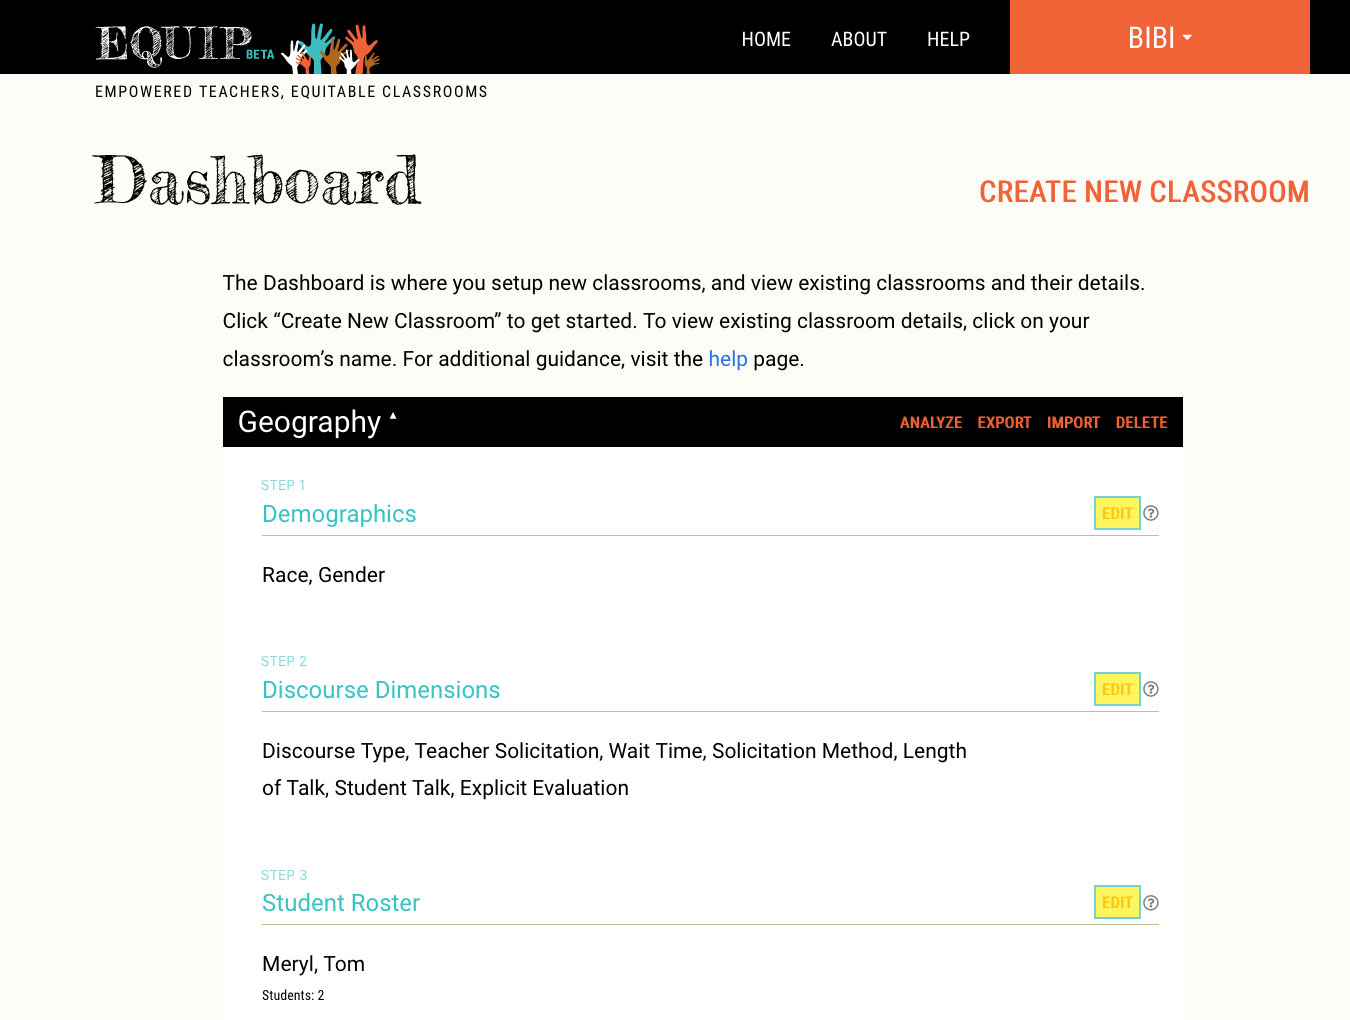 EQUIP BETA
HOME ABOUT HELP BIBI
EMPOWERED TEACHERS, EQUITABLE CLASSROOMS
Dashboard
CREATE NEW CLASSROOM
The Dashboard is where you setup new classrooms, and view existing classrooms and their details.
Click “Create New Classroom” to get started. To view existing classroom details, click on your
classroom’s name. For additional guidance, visit the help page.
Geography ANALYZE EXPORT IMPORT DELETE
STEP 1
Demographics EDIT ?
Race, Gender
STEP 2
Discourse Dimensions EDIT ?
Discourse Type, Teacher Solicitation, Wait Time, Solicitation Method, Length
of Talk, Student Talk, Explicit Evaluation
STEP 3
Student Roster EDIT ?
Meryl, Tom
Students: 2